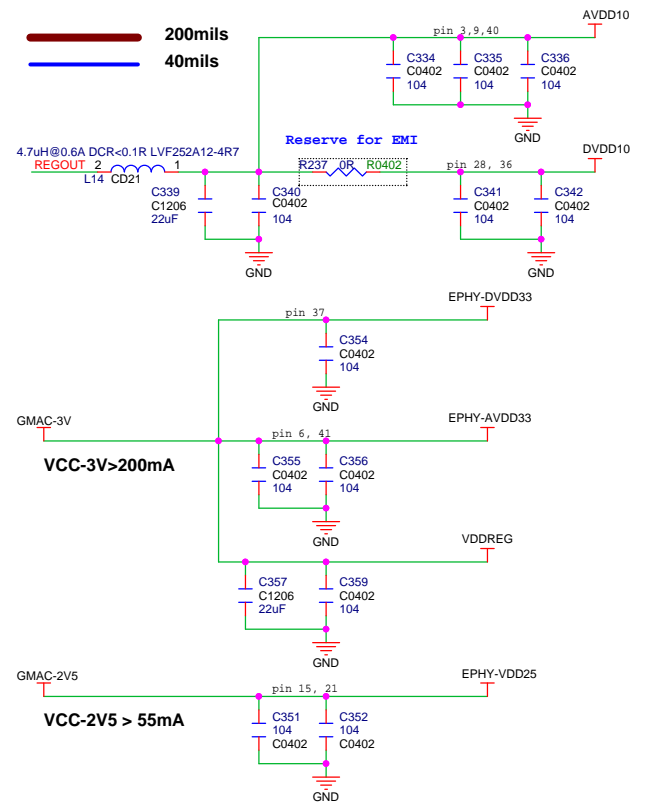 AVDD10
200mils
pin 3,9,40
40mils
C334
C0402
104
C335
C0402
104
C336
C0402
104
GND
Reserve for EMI
4.7uH@0.6A DCR<0.1R LVF252A12-4R7
DVDD10
REGOUT 2 1
L14 CD21
R237 0R R0402
pin 28, 36
C339
C1206
22uF
C340
C0402
104
C341
C0402
104
C342
C0402
104
GND
GND
EPHY-DVDD33
pin 37
C354
C0402
104
GND
GMAC-3V
EPHY-AVDD33
pin 6, 41
VCC-3V>200mA
C355
C0402
104
C356
C0402
104
GND
VDDREG
C357
C1206
22uF
C359
C0402
104
GND
GMAC-2V5
EPHY-VDD25
pin 15, 21
VCC-2V5 > 55mA
C351
104
C0402
C352
104
C0402
GND